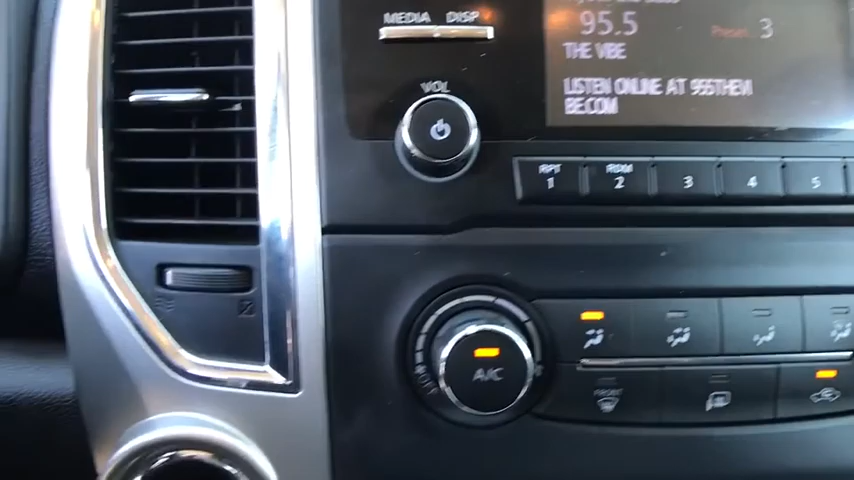 MEDIA DISP
95.5
Preset 3
THE VIBE
VOL
LISTEN ONLINE AT 955THEVI
BE.COM
RPT RDM
1 2 3 4 5
A/C
FRONT